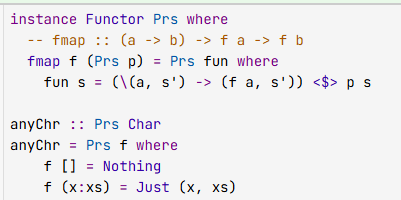 instance Functor Prs where
  -- fmap :: (a -> b) -> f a -> f b
  fmap f (Prs p) = Prs fun where
    fun s = (\(a, s') -> (f a, s')) <$> p s

anyChr :: Prs Char
anyChr = Prs f where
    f [] = Nothing
    f (x:xs) = Just (x, xs)